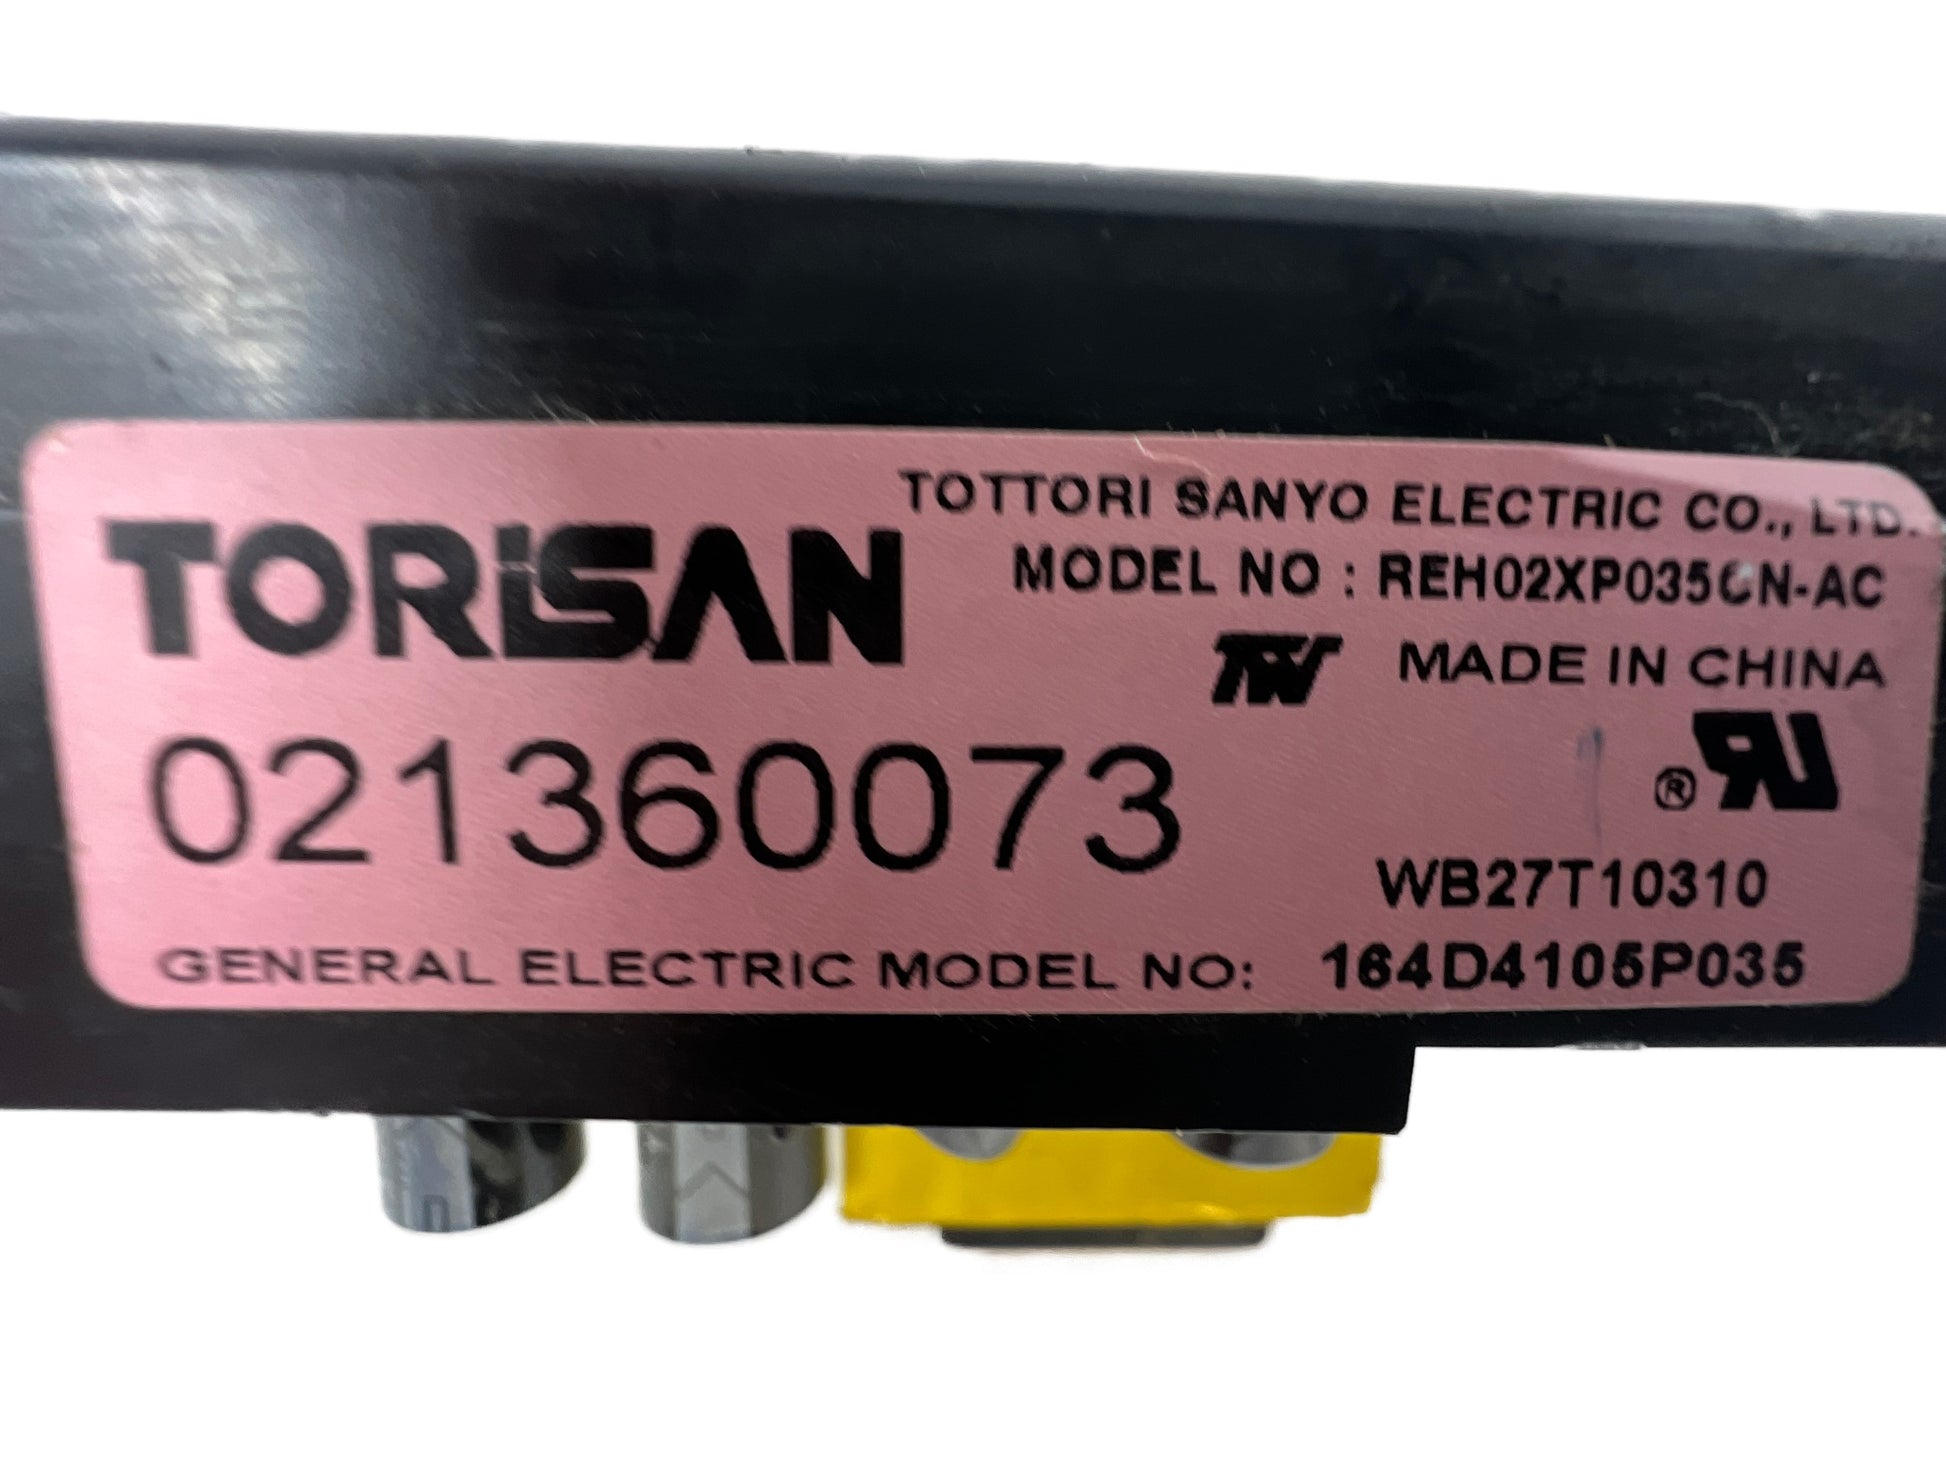 TOTTORI SANYO ELECTRIC CO., LTD.
TORiSAN
MODEL NO : REH02XP035CN-AC
MADE IN CHINA
021360073
®
WB27T10310
GENERAL ELECTRIC MODEL NO: 164D4105P035